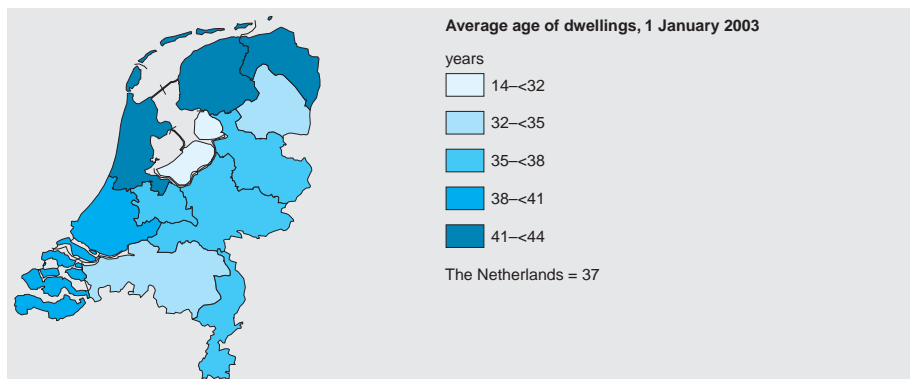 Average age of dwellings, 1 January 2003
years
14–<32
32–<35
35–<38
38–<41
41–<44
The Netherlands = 37